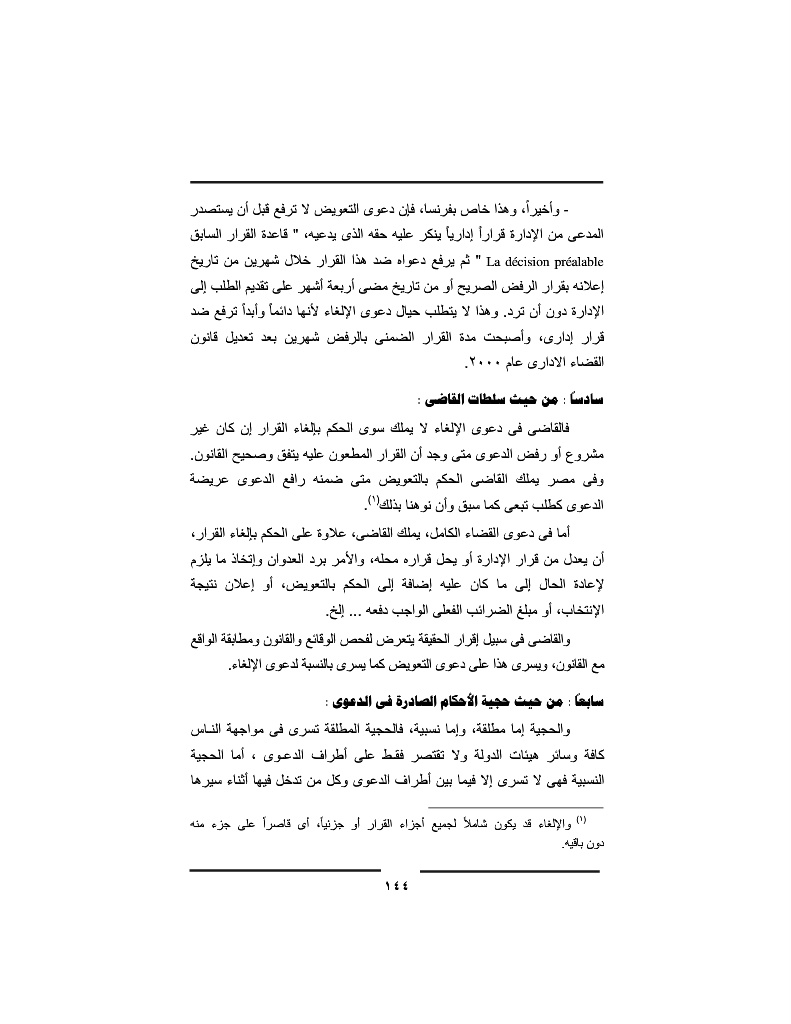 - وأخيراً، وهذا خاص بفرنسا، فإن دعوى التعويض لا ترفع قبل أن يستصدر
المدعى من الإدارة قراراً إدارياً ينكر عليه حقه الذى يدعيه، " قاعدة القرار السابق
La décision préalable " ثم يرفع دعواه ضد هذا القرار خلال شهرين من تاريخ
إعلانه بقرار الرفض الصريح أو من تاريخ مضى أربعة أشهر على تقديم الطلب إلى
الإدارة دون أن ترد. وهذا لا يتطلب حيال دعوى الإلغاء لأنها دائماً وأبداً ترفع ضد
قرار إدارى، وأصبحت مدة القرار الضمنى بالرفض شهرين بعد تعديل قانون
القضاء الادارى عام ٢٠٠٠.
سادساً : من حيث سلطات القاضى :
فالقاضى فى دعوى الإلغاء لا يملك سوى الحكم بإلغاء القرار إن كان غير
مشروع أو رفض الدعوى متى وجد أن القرار المطعون عليه يتفق وصحيح القانون.
وفى مصر يملك القاضى الحكم بالتعويض متى ضمنه رافع الدعوى عريضة
الدعوى كطلب تبعى كما سبق وأن نوهنا بذلك(١).
أما فى دعوى القضاء الكامل، يملك القاضى، علاوة على الحكم بإلغاء القرار،
أن يعدل من قرار الإدارة أو يحل قراره محله، والأمر برد العدوان وإتخاذ ما يلزم
لإعادة الحال إلى ما كان عليه إضافة إلى الحكم بالتعويض، أو إعلان نتيجة
الإنتخاب، أو مبلغ الضرائب الفعلى الواجب دفعه ... إلخ.
والقاضى فى سبيل إقرار الحقيقة يتعرض لفحص الوقائع والقانون ومطابقة الواقع
مع القانون، ويسرى هذا على دعوى التعويض كما يسرى بالنسبة لدعوى الإلغاء.
سابعاً : من حيث حجية الأحكام الصادرة فى الدعوى :
والحجية إما مطلقة، وإما نسبية، فالحجية المطلقة تسرى فى مواجهة الناس
كافة وسائر هيئات الدولة ولا تقتصر فقط على أطراف الدعوى ، أما الحجية
النسبية فهى لا تسرى إلا فيما بين أطراف الدعوى وكل من تدخل فيها أثناء سيرها
(١) والإلغاء قد يكون شاملاً لجميع أجزاء القرار أو جزئياً، أى قاصراً على جزء منه
دون باقيه.
١٤٤